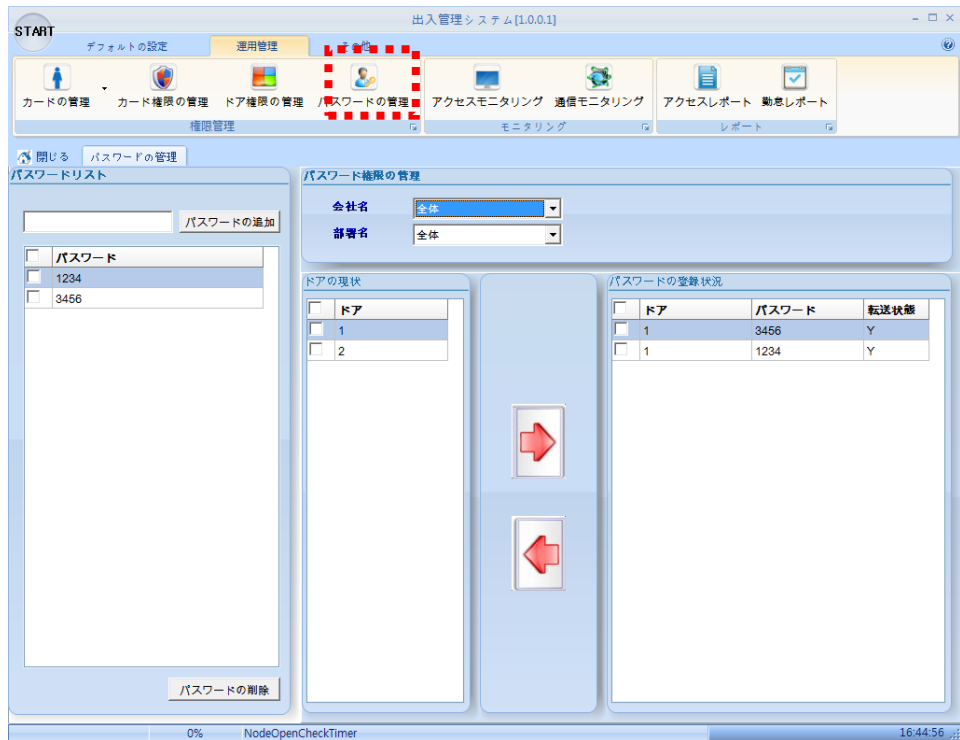 出入管理システム[1.0.0.1]
START
デフォルトの設定 運用管理 その他
カードの管理 カード権限の管理 ドア権限の管理 パスワードの管理 アクセスモニタリング 通信モニタリング アクセスレポート 勤怠レポート
権限管理 モニタリング レポート
閉じる パスワードの管理
パスワードリスト
パスワードの追加
パスワード
1234
3456
パスワードの削除
パスワード権限の管理
会社名 全体
部署名 全体
ドアの現状
ドア
1
2
パスワードの登録状況
ドア パスワード 転送状態
1 3456 Y
1 1234 Y
0% NodeOpenCheckTimer 16:44:56